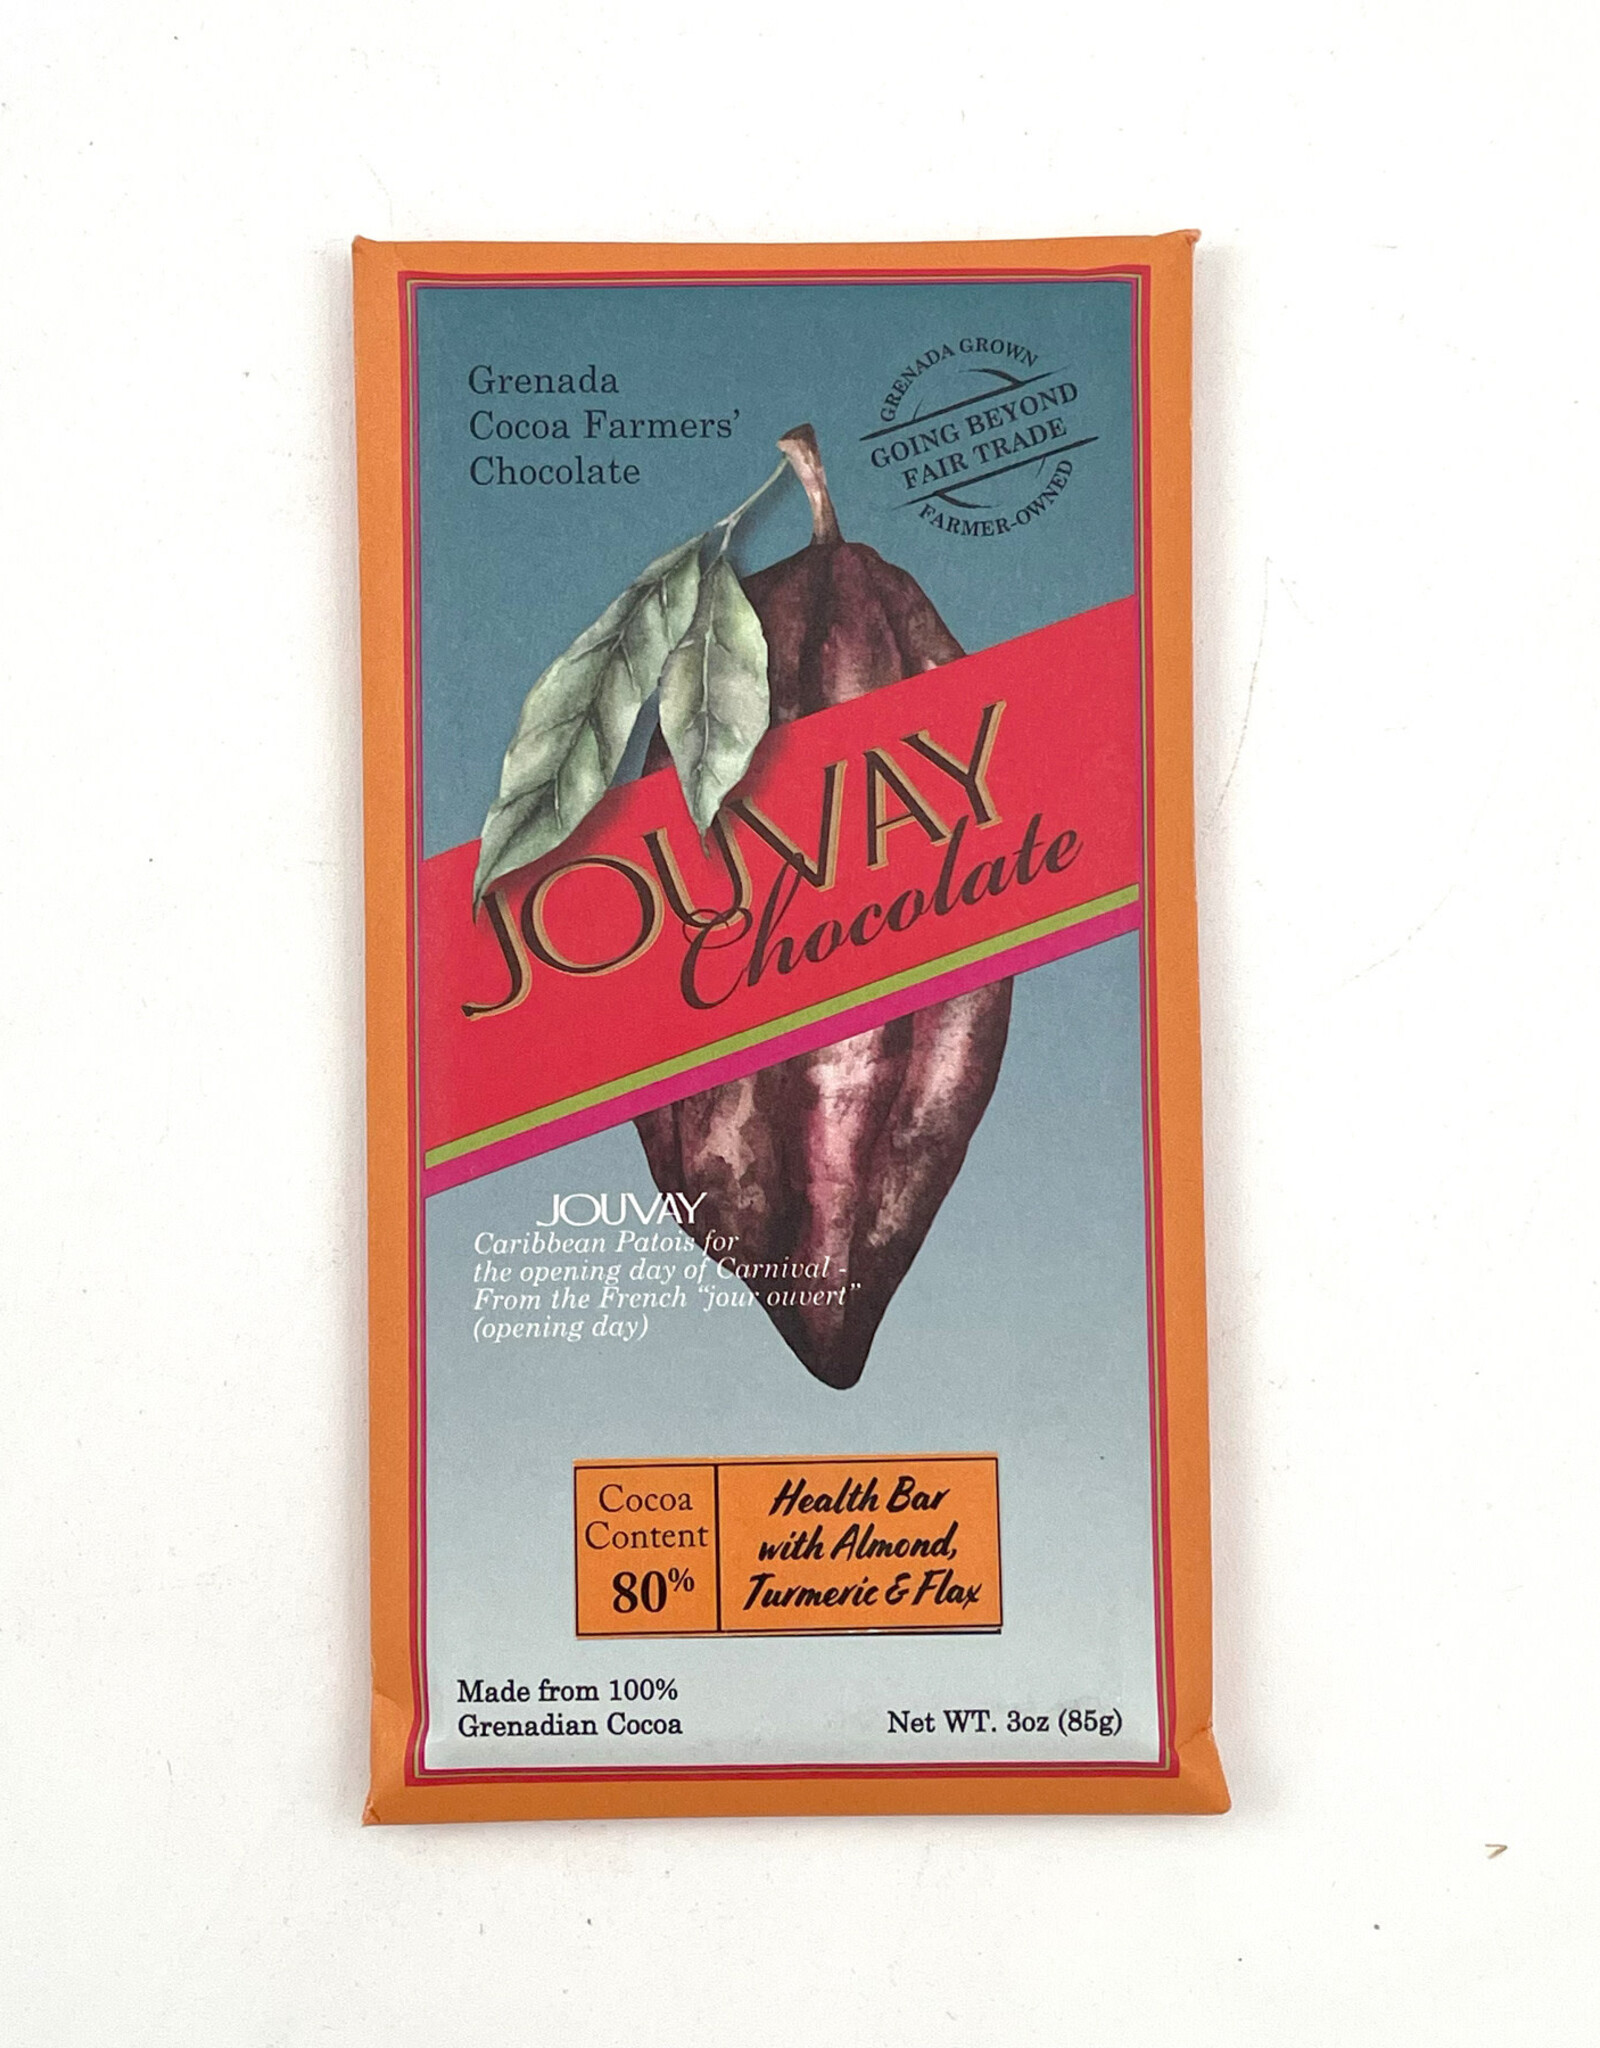 Grenada
Cocoa Farmers’
Chocolate
GRENADA GROWN
GOING BEYOND
FAIR TRADE
FARMER-OWNED
JOUVAY
Chocolate
JOUVAY
Caribbean Patois for
the opening day of Carnival -
From the French “jour ouvert”
(opening day)
Cocoa
Content
80%
Health Bar
with Almond,
Turmeric & Flax
Made from 100%
Grenadian Cocoa
Net WT. 3oz (85g)